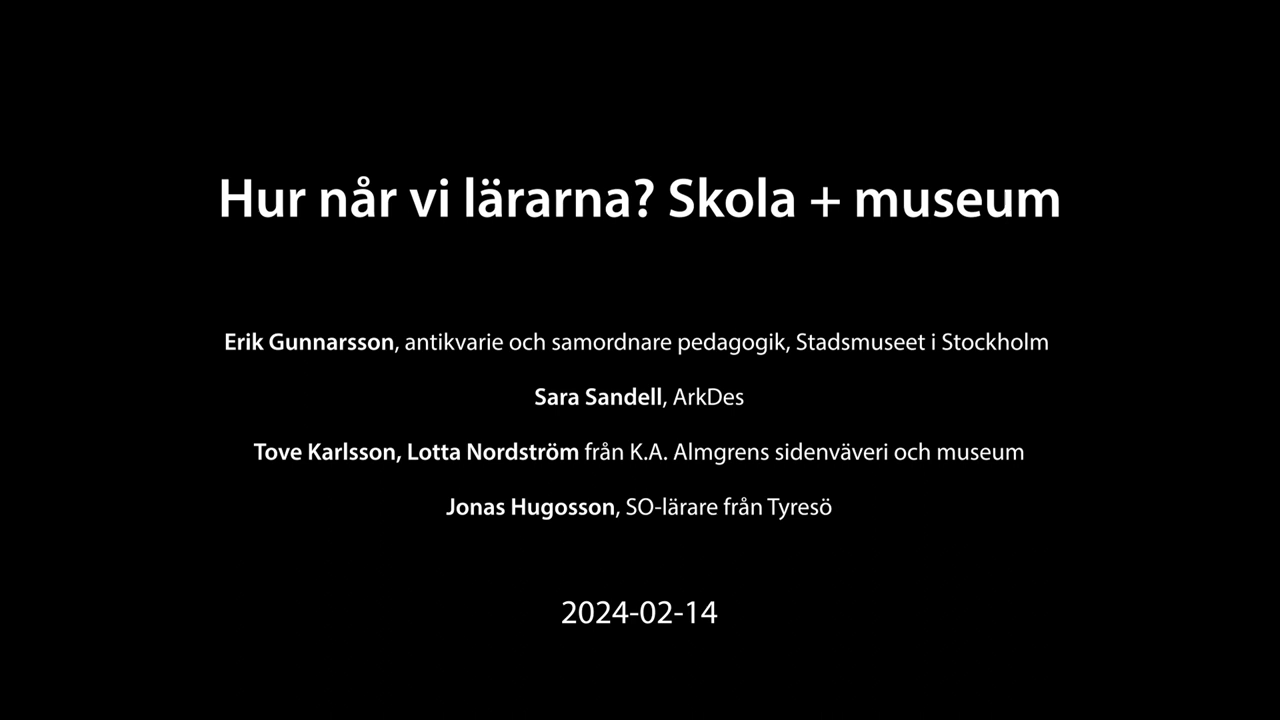 Hur når vi lärarna? Skola + museum
Erik Gunnarsson, antikvarie och samordnare pedagogik, Stadsmuseet i Stockholm
Sara Sandell, ArkDes
Tove Karlsson, Lotta Nordström från K.A. Almgrens sidenväveri och museum
Jonas Hugosson, SO-lärare från Tyresö
2024-02-14